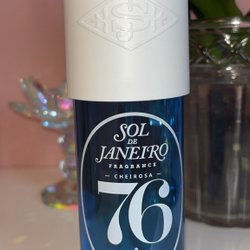 SOL
DE
JANEIRO
FRAGRANCE
— CHEIROSA —
76